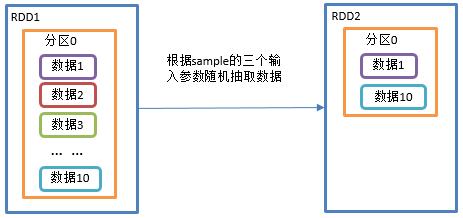 RDD1
分区0
数据1
数据2
数据3
... ...
数据10
根据sample的三个输
入参数随机抽取数据
RDD2
分区0
数据1
数据10